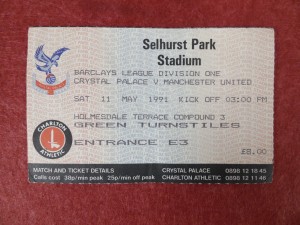 Selhurst Park
Stadium
BARCLAYS LEAGUE DIVISION ONE
CRYSTAL PALACE V MANCHESTER UNITED
SAT 11 MAY 1991 KICK OFF 03:00 PM
HOLMESDALE TERRACE COMPOUND 3
GREEN TURNSTILES
ENTRANCE E3
£8.00
CHARLTON
ATHLETIC
MATCH AND TICKET DETAILS
Calls cost 38p/min peak 25p/min off peak
CRYSTAL PALACE 0898 12 18 45
CHARLTON ATHLETIC 0898 12 11 46